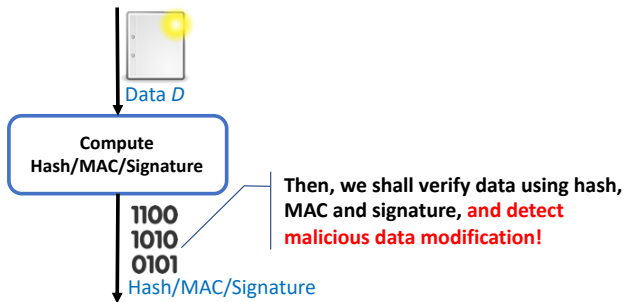 Data D
Compute
Hash/MAC/Signature
Then, we shall verify data using hash,
MAC and signature, and detect
malicious data modification!
1100
1010
0101
Hash/MAC/Signature